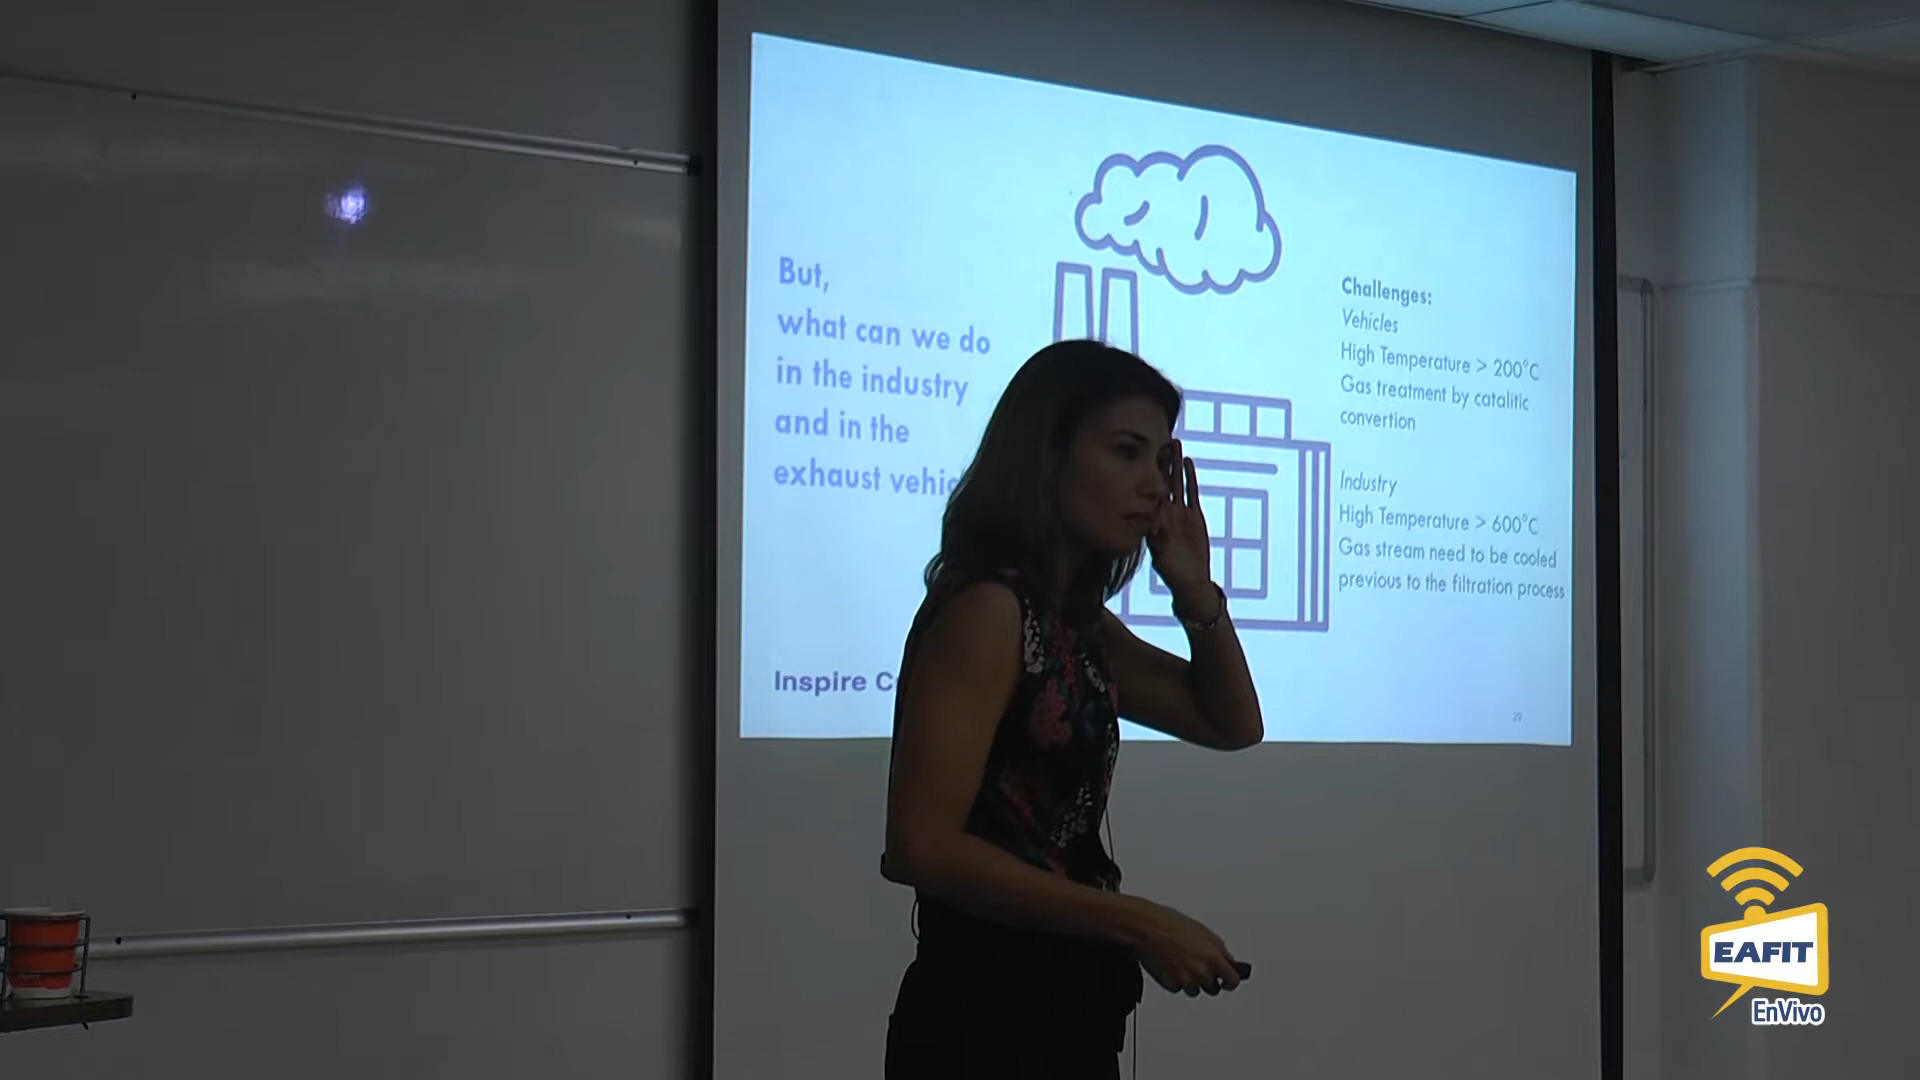 But,
what can we do
in the industry
and in the
exhaust
Inspire
Challenges:
Vehicles
High Temperature > 200°C
Gas treatment by catalitic
convertion
Industry
High Temperature > 600°C
Gas stream need to be cooled
previous to the filtration process
29
EAFIT
EnVivo